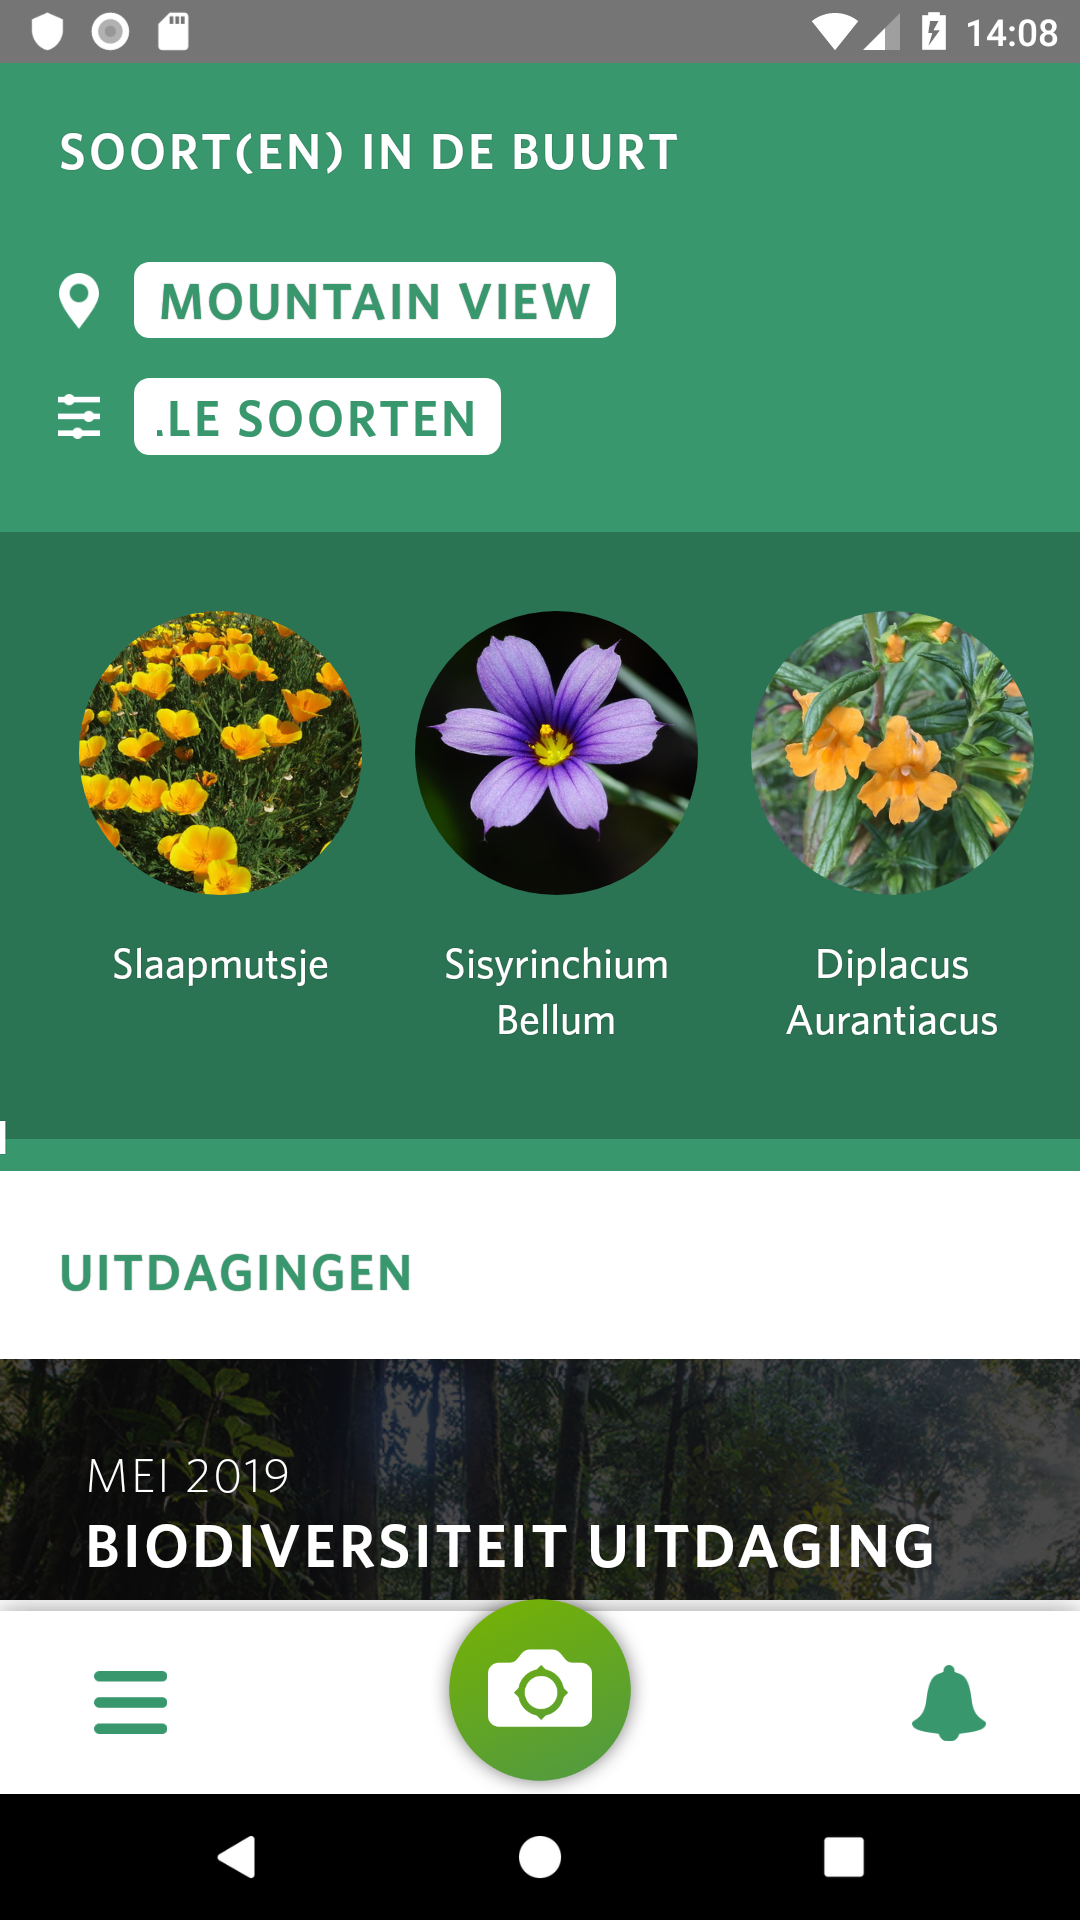 14:08
SOORT(EN) IN DE BUURT
MOUNTAIN VIEW
.LE SOORTEN
Slaapmutsje
Sisyrinchium
Bellum
Diplacus
Aurantiacus
UITDAGINGEN
MEI 2019
BIODIVERSITEIT UITDAGING